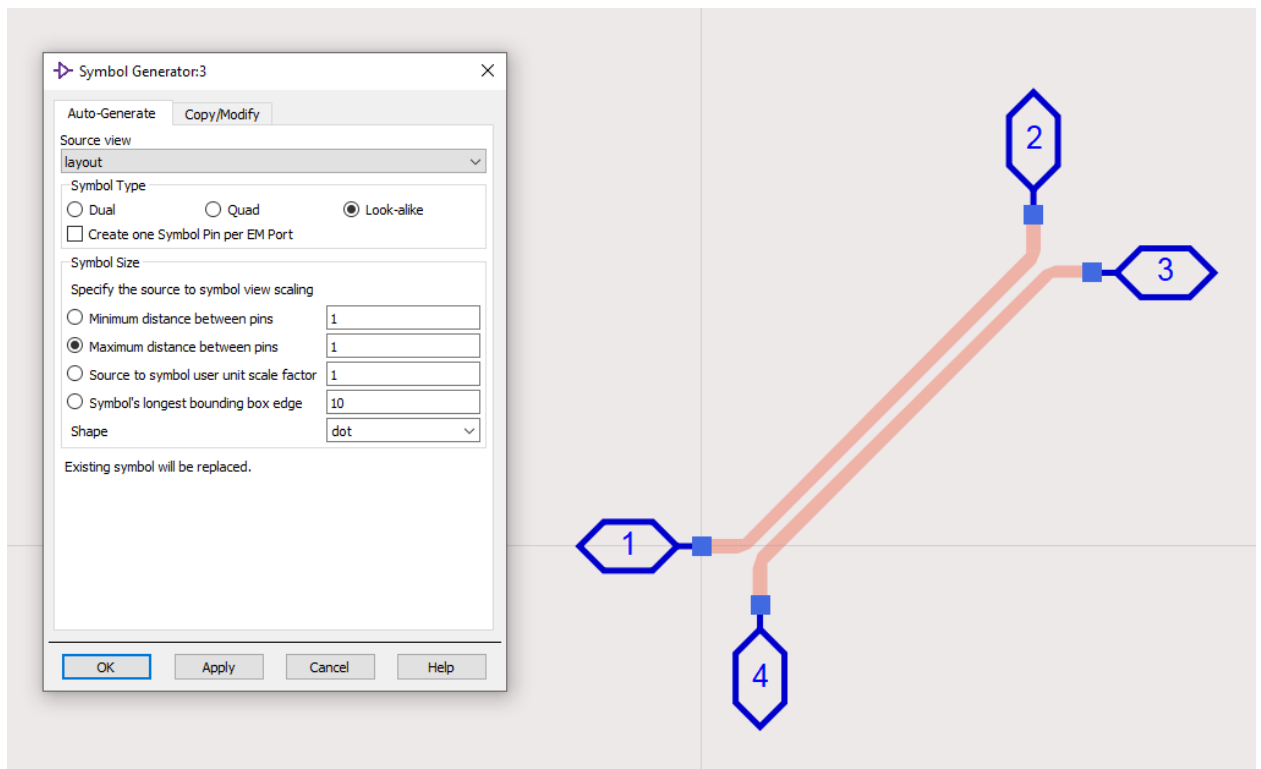 Symbol Generator:3
Auto-Generate Copy/Modify
Source view
layout
Symbol Type
Dual Quad Look-alike
Create one Symbol Pin per EM Port
Symbol Size
Specify the source to symbol view scaling
Minimum distance between pins 1
Maximum distance between pins 1
Source to symbol user unit scale factor 1
Symbol's longest bounding box edge 10
Shape dot
Existing symbol will be replaced.
OK Apply Cancel Help
2
3
1
4